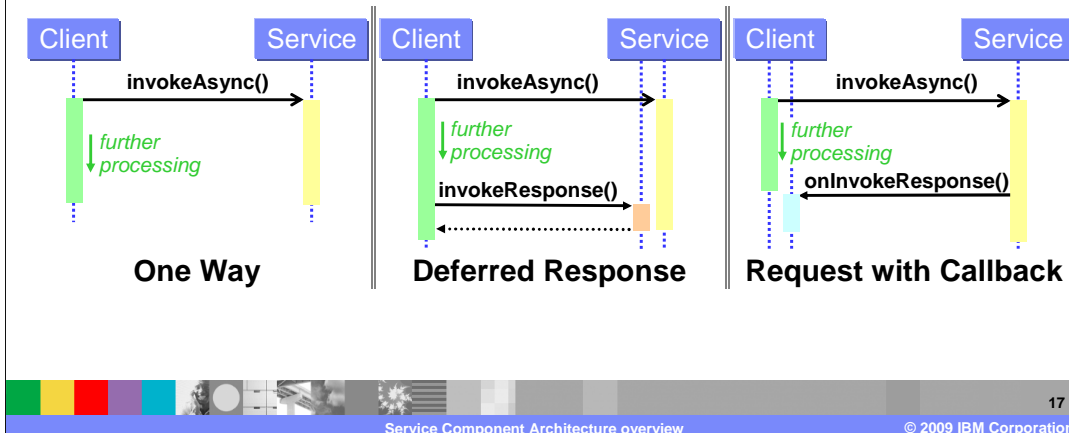 Client
Service
invokeAsync()
further
processing
One Way
Client
Service
invokeAsync()
further
processing
invokeResponse()
Deferred Response
Client
Service
invokeAsync()
further
processing
onInvokeResponse()
Request with Callback
17
Service Component Architecture overview
© 2009 IBM Corporation